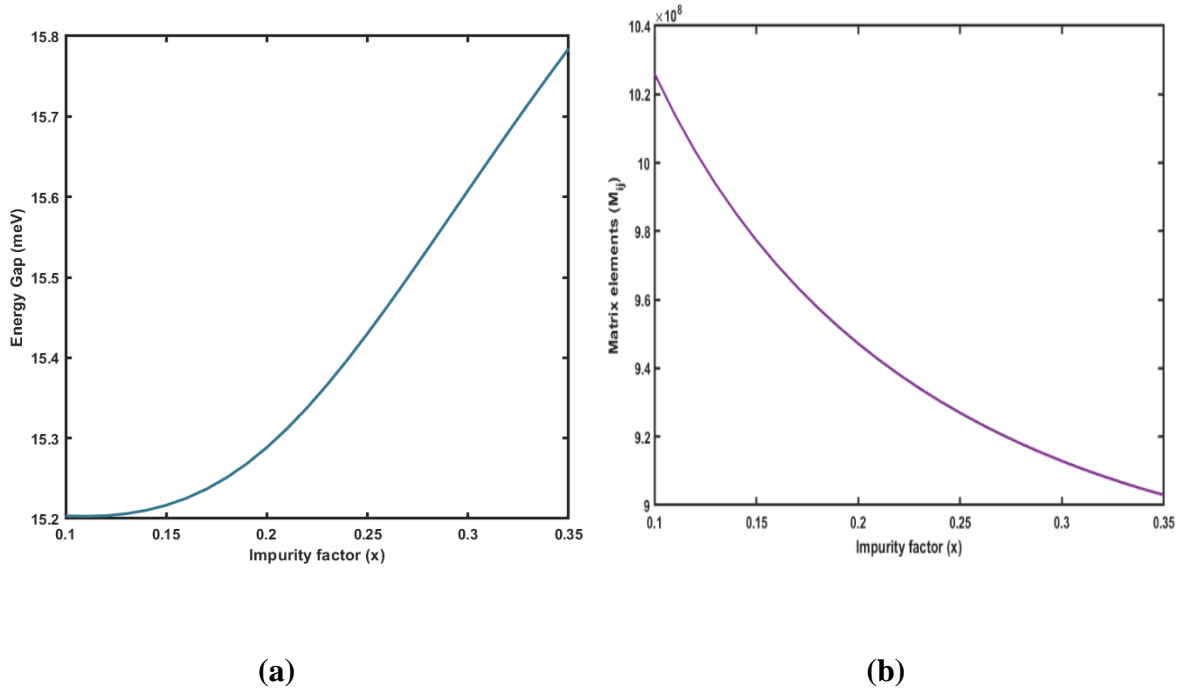 15.8
15.7
15.6
15.5
15.4
15.3
15.2
0.1 0.15 0.2 0.25 0.3 0.35
Energy Gap (meV)
Impurity factor (x)
(a)
×10⁸
10.4
10.2
10
9.8
9.6
9.4
9.2
9
0.1 0.15 0.2 0.25 0.3 0.35
Matrix elements (Mij)
Impurity factor (x)
(b)